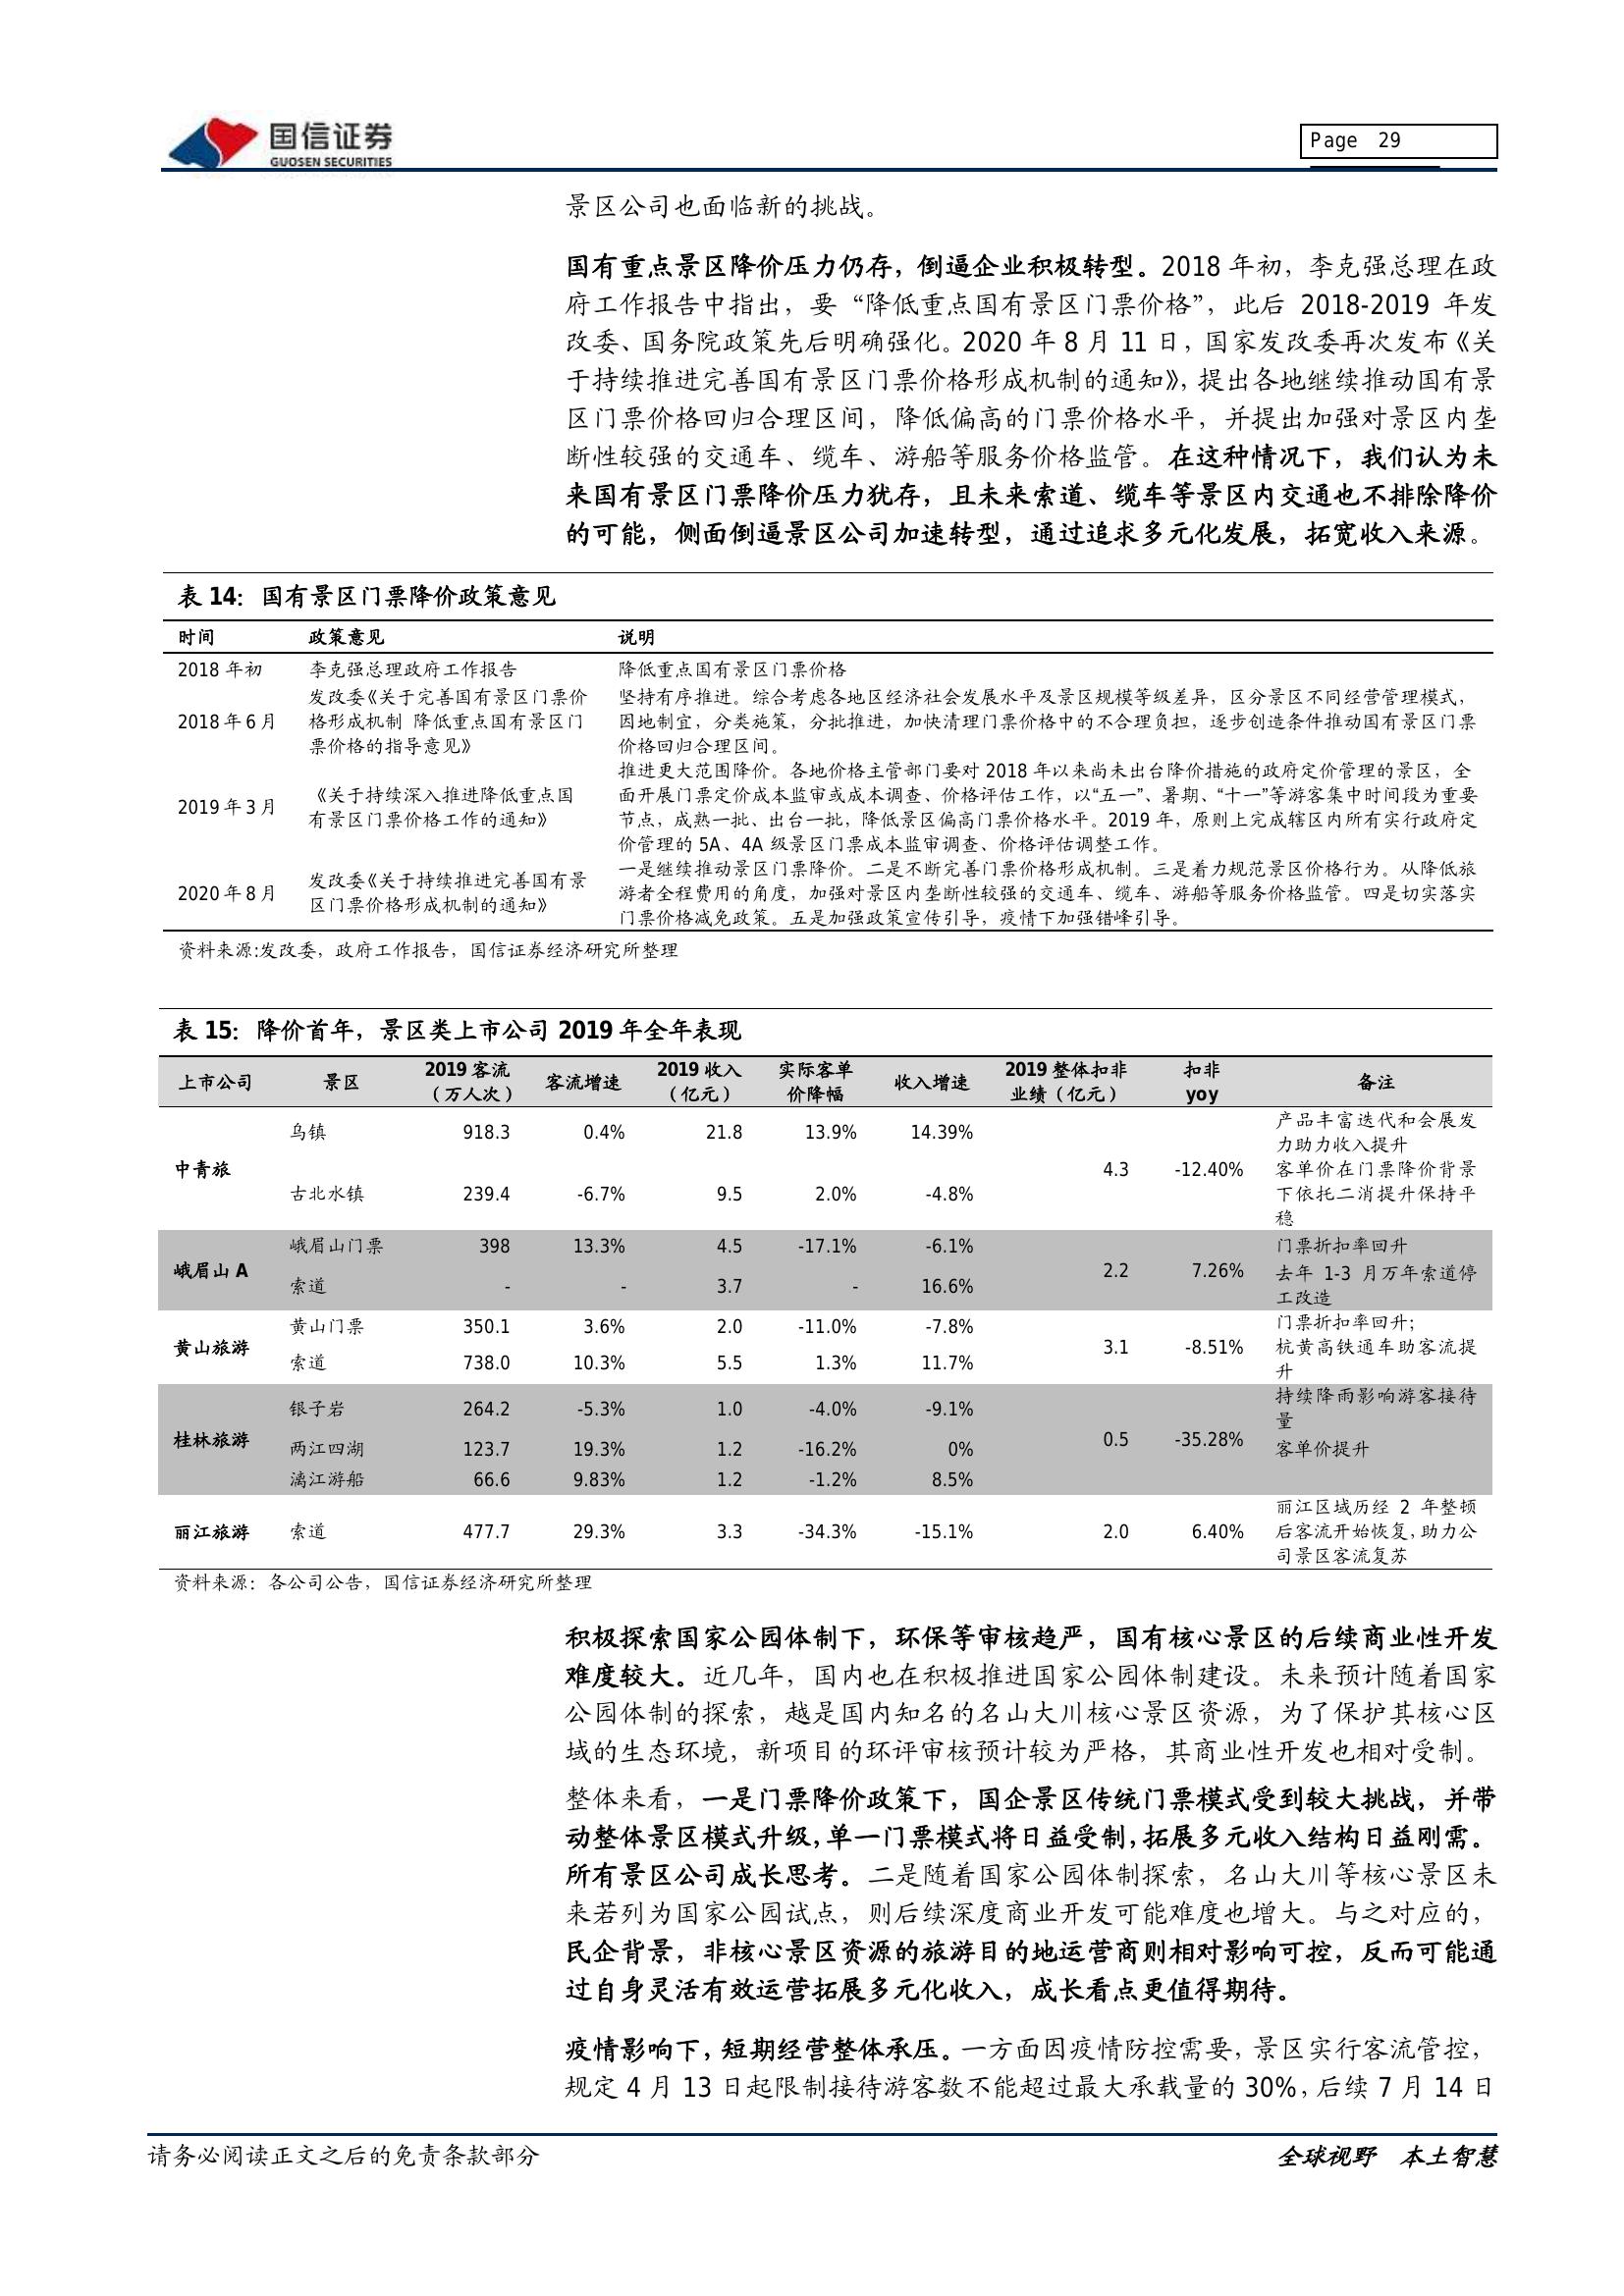 国信证券
GUOSEN SECURITIES
Page 29
景区公司也面临新的挑战。
国有重点景区降价压力仍存，倒逼企业积极转型。2018 年初，李克强总理在政
府工作报告中指出，要“降低重点国有景区门票价格”，此后 2018-2019 年发
改委、国务院政策先后明确强化。2020 年 8 月 11 日，国家发改委再次发布《关
于持续推进完善国有景区门票价格形成机制的通知》，提出各地继续推动国有景
区门票价格回归合理区间，降低偏高的门票价格水平，并提出加强对景区内垄
断性较强的交通车、缆车、游船等服务价格监管。在这种情况下，我们认为未
来国有景区门票降价压力犹存，且未来索道、缆车等景区内交通也不排除降价
的可能，侧面倒逼景区公司加速转型，通过追求多元化发展，拓宽收入来源。
表 14：国有景区门票降价政策意见
时间 政策意见 说明
2018 年初 李克强总理政府工作报告 降低重点国有景区门票价格
2018 年 6 月 发改委《关于完善国有景区门票价
格形成机制 降低重点国有景区门
票价格的指导意见》
坚持有序推进。综合考虑各地区经济社会发展水平及景区规模等级差异，区分景区不同经营管理模式，
因地制宜，分类施策，分批推进，加快清理门票价格中的不合理负担，逐步创造条件推动国有景区门票
价格回归合理区间。
2019 年 3 月 《关于持续深入推进降低重点国
有景区门票价格工作的通知》
推进更大范围降价。各地价格主管部门要对 2018 年以来尚未出台降价措施的政府定价管理的景区，全
面开展门票定价成本监审或成本调查、价格评估工作，以“五一”、暑期、“十一”等游客集中时间段为重要
节点，成熟一批、出台一批，降低景区偏高门票价格水平。2019 年，原则上完成辖区内所有实行政府定
价管理的 5A、4A 级景区门票成本监审调查、价格评估调整工作。
2020 年 8 月 发改委《关于持续推进完善国有景
区门票价格形成机制的通知》
一是继续推动景区门票降价。二是不断完善门票价格形成机制。三是着力规范景区价格行为。从降低旅
游者全程费用的角度，加强对景区内垄断性较强的交通车、缆车、游船等服务价格监管。四是切实落实
门票价格减免政策。五是加强政策宣传引导，疫情下加强错峰引导。
资料来源:发改委，政府工作报告，国信证券经济研究所整理
表 15：降价首年，景区类上市公司 2019 年全年表现
上市公司 景区 2019 客流（万人次） 客流增速 2019 收入（亿元） 实际客单价降幅 收入增速 2019 整体扣非业绩（亿元） 扣非 yoy 备注
中青旅 4.3 -12.40%
乌镇 918.3 0.4% 21.8 13.9% 14.39% 产品丰富迭代和会展发
力助力收入提升
古北水镇 239.4 -6.7% 9.5 2.0% -4.8% 客单价在门票降价背景
下依托二消提升保持平
稳
峨眉山 A 2.2 7.26%
峨眉山门票 398 13.3% 4.5 -17.1% -6.1% 门票折扣率回升
索道 - - 3.7 - 16.6% 去年 1-3 月万年索道停
工改造
黄山旅游 3.1 -8.51%
黄山门票 350.1 3.6% 2.0 -11.0% -7.8% 门票折扣率回升；
索道 738.0 10.3% 5.5 1.3% 11.7% 杭黄高铁通车助客流提
升
桂林旅游 0.5 -35.28%
银子岩 264.2 -5.3% 1.0 -4.0% -9.1% 持续降雨影响游客接待
量
两江四湖 123.7 19.3% 1.2 -16.2% 0% 客单价提升
漓江游船 66.6 9.83% 1.2 -1.2% 8.5%
丽江旅游 索道 477.7 29.3% 3.3 -34.3% -15.1% 2.0 6.40% 丽江区域历经 2 年整顿
后客流开始恢复，助力公
司景区客流复苏
资料来源：各公司公告，国信证券经济研究所整理
积极探索国家公园体制下，环保等审核趋严，国有核心景区的后续商业性开发
难度较大。近几年，国内也在积极推进国家公园体制建设。未来预计随着国家
公园体制的探索，越是国内知名的名山大川核心景区资源，为了保护其核心区
域的生态环境，新项目的环评审核预计较为严格，其商业性开发也相对受制。
整体来看，一是门票降价政策下，国企景区传统门票模式受到较大挑战，并带
动整体景区模式升级，单一门票模式将日益受制，拓展多元收入结构日益刚需。
所有景区公司成长思考。二是随着国家公园体制探索，名山大川等核心景区未
来若列为国家公园试点，则后续深度商业开发可能难度也增大。与之对应的，
民企背景，非核心景区资源的旅游目的地运营商则相对影响可控，反而可能通
过自身灵活有效运营拓展多元化收入，成长看点更值得期待。
疫情影响下，短期经营整体承压。一方面因疫情防控需要，景区实行客流管控，
规定 4 月 13 日起限制接待游客数不能超过最大承载量的 30%，后续 7 月 14 日
请务必阅读正文之后的免责条款部分
全球视野 本土智慧